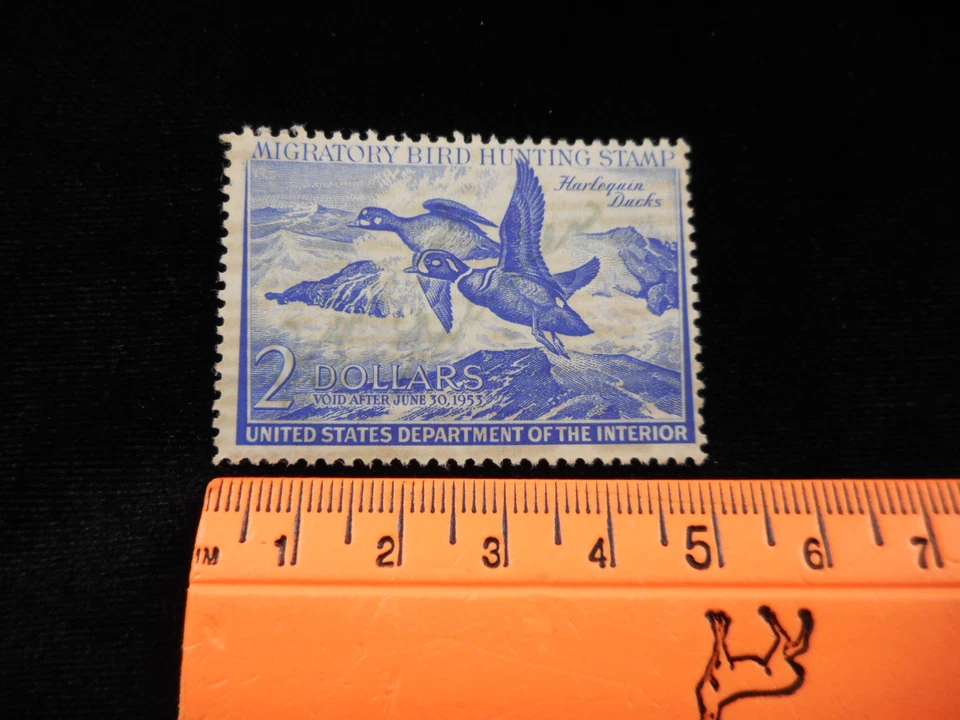 MIGRATORY BIRD HUNTING STAMP
Harlequin
Ducks
2 DOLLARS
VOID AFTER JUNE 30, 1953
UNITED STATES DEPARTMENT OF THE INTERIOR
1 2 3 4 5 6 7